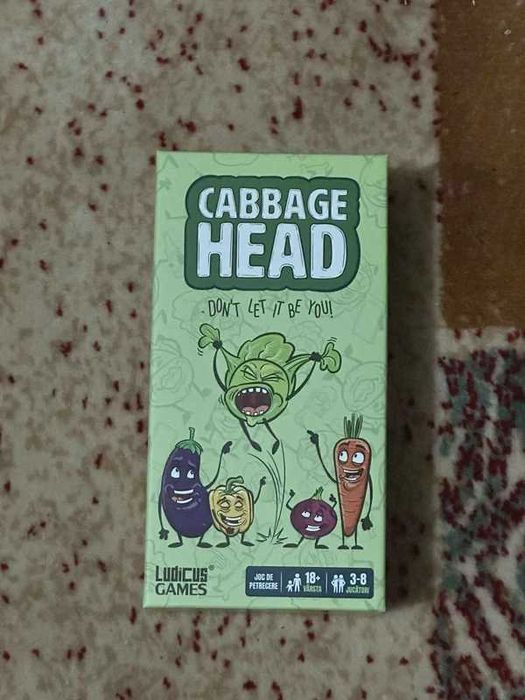 CABBAGE
HEAD
- DON'T LET IT BE YOU!
LUDICUS®
GAMES
JOC DE
PETRECERE
18+
VÂRSTA
3-8
JUCĂTORI